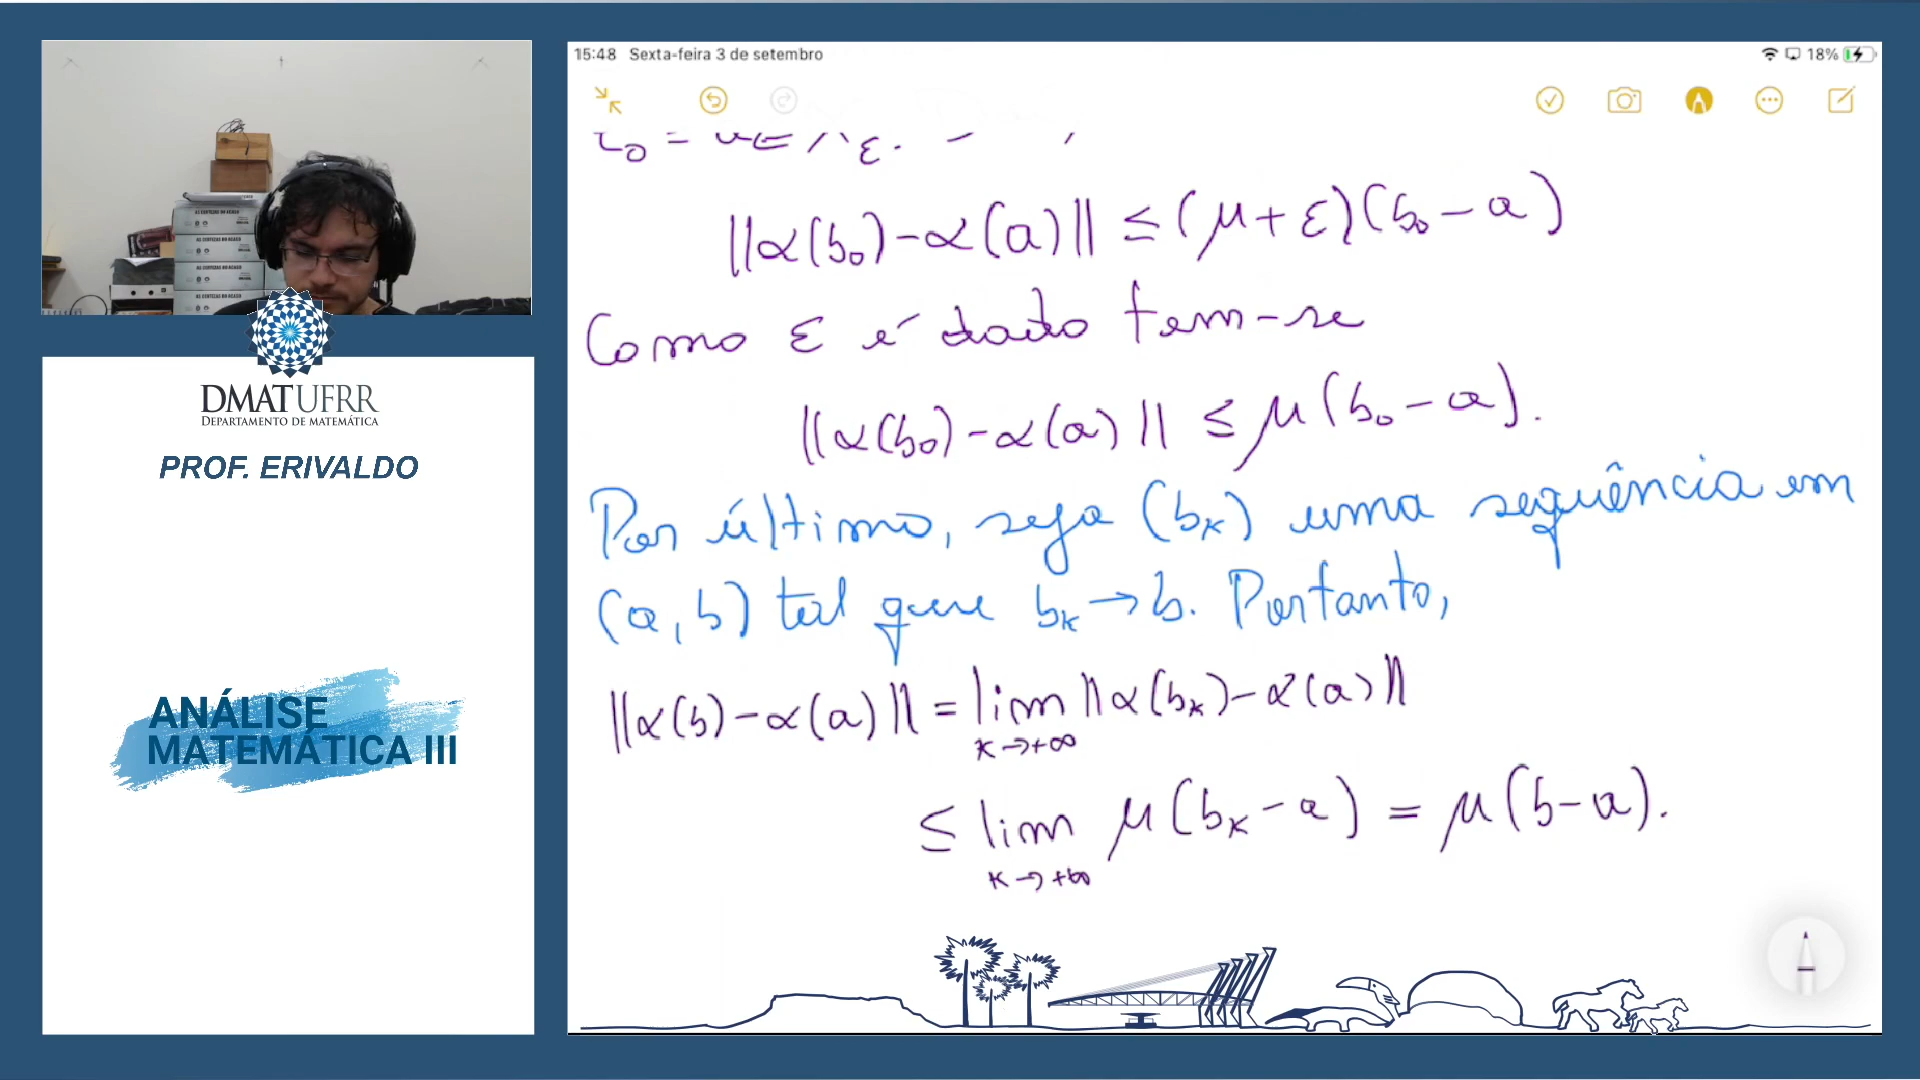 15:48 Sexta-feira 3 de setembro
18%
‖α(b₀)-α(a)‖ ≤ (μ+ε)(b₀-a)
Como ε é dado tem-se
‖α(b₀)-α(a)‖ ≤ μ(b₀-a).
Por último, seja (bₖ) uma sequência em
(a,b) tal que bₖ→b. Portanto,
‖α(b)-α(a)‖ = lim ‖α(bₖ)-α(a)‖
k→+∞
≤ lim μ(bₖ-a) = μ(b-a).
k→+∞
DMATUFRR
DEPARTAMENTO DE MATEMÁTICA
PROF. ERIVALDO
ANÁLISE
MATEMÁTICA III